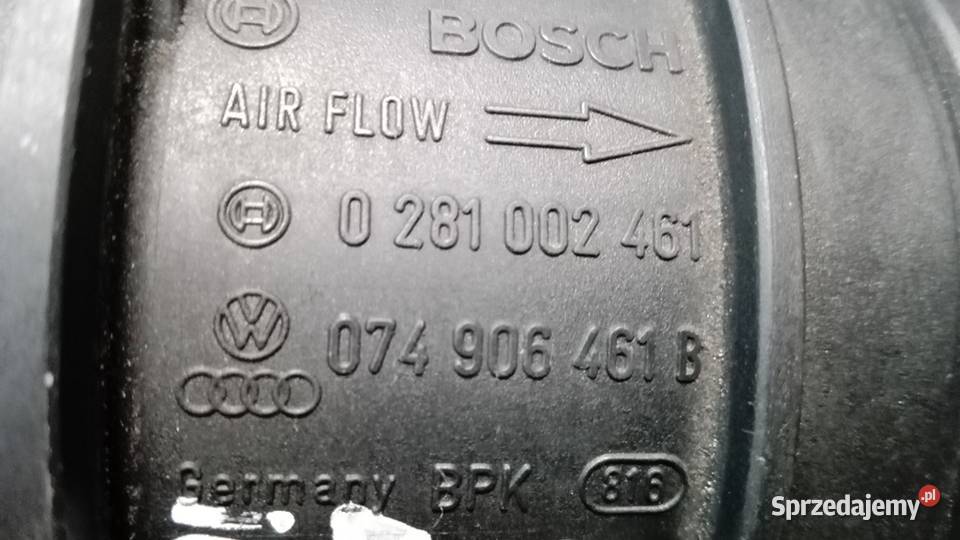 BOSCH
AIR FLOW
0 281 002 461
074 906 461 B
Germany BPK 816
Sprzedajemy.pl